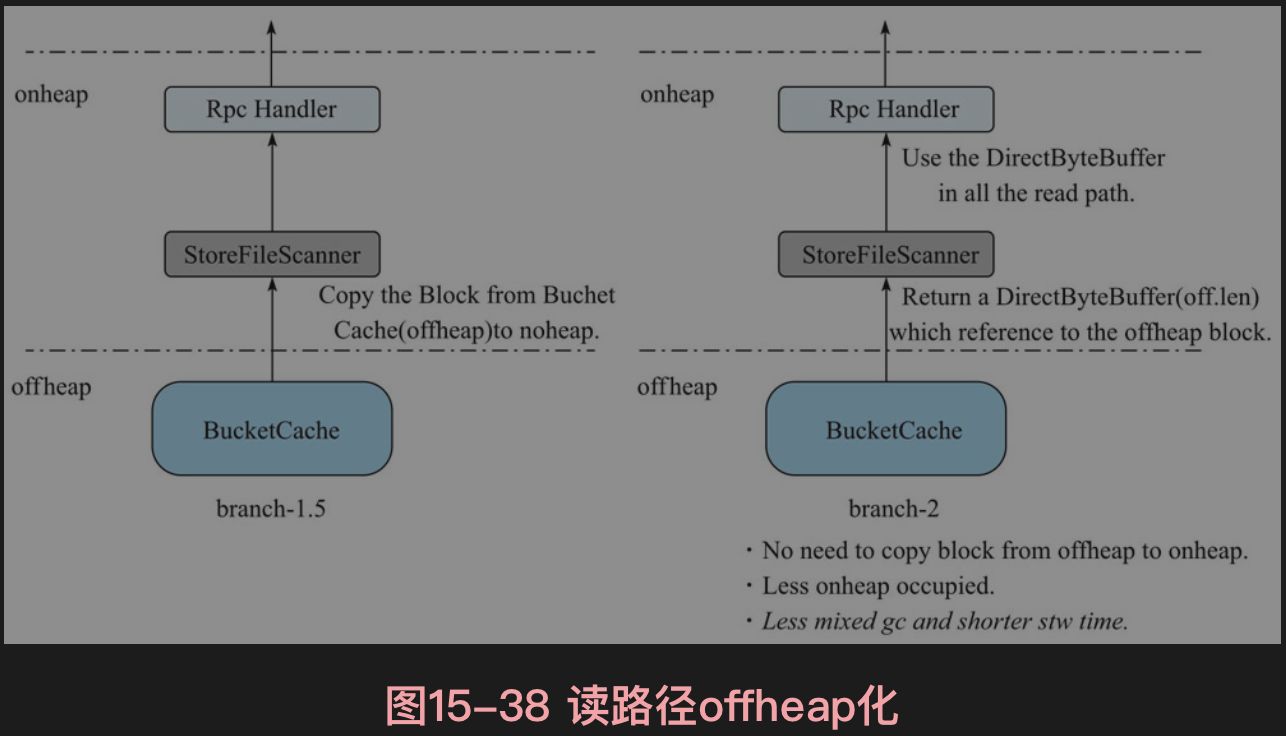 onheap
Rpc Handler
StoreFileScanner
Copy the Block from Buchet
Cache(offheap)to noheap.
offheap
BucketCache
branch-1.5
onheap
Rpc Handler
Use the DirectByteBuffer
in all the read path.
StoreFileScanner
Return a DirectByteBuffer(off.len)
which reference to the offheap block.
offheap
BucketCache
branch-2
· No need to copy block from offheap to onheap.
· Less onheap occupied.
· Less mixed gc and shorter stw time.
图15-38 读路径offheap化